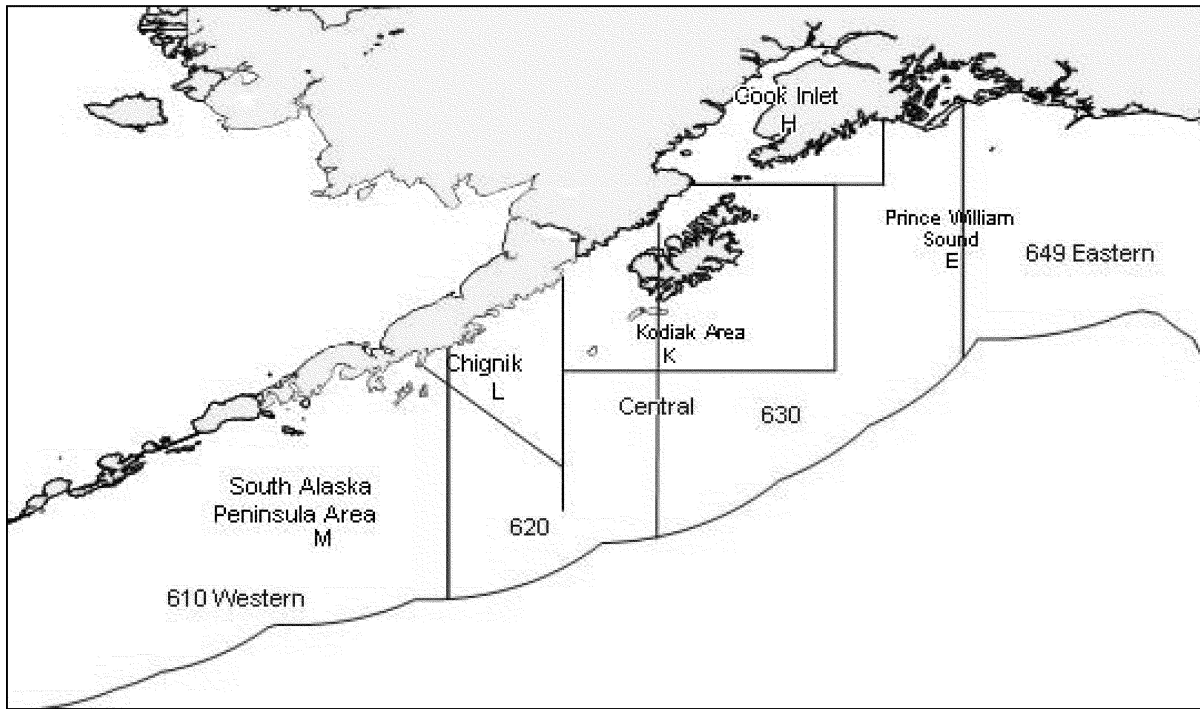 Cook Inlet
H
Prince William
Sound
E
649 Eastern
Kodiak Area
K
Chignik
L
Central
630
South Alaska
Peninsula Area
M
620
610 Western